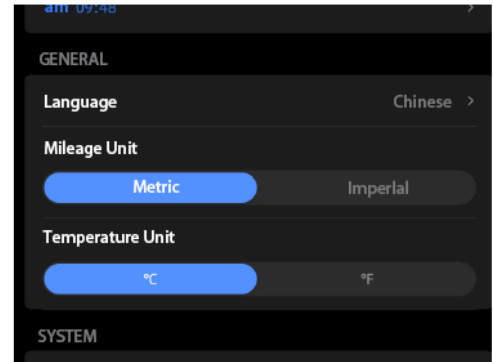 am 09:48
GENERAL
Language Chinese >
Mileage Unit
Metric Imperlal
Temperature Unit
°C °F
SYSTEM